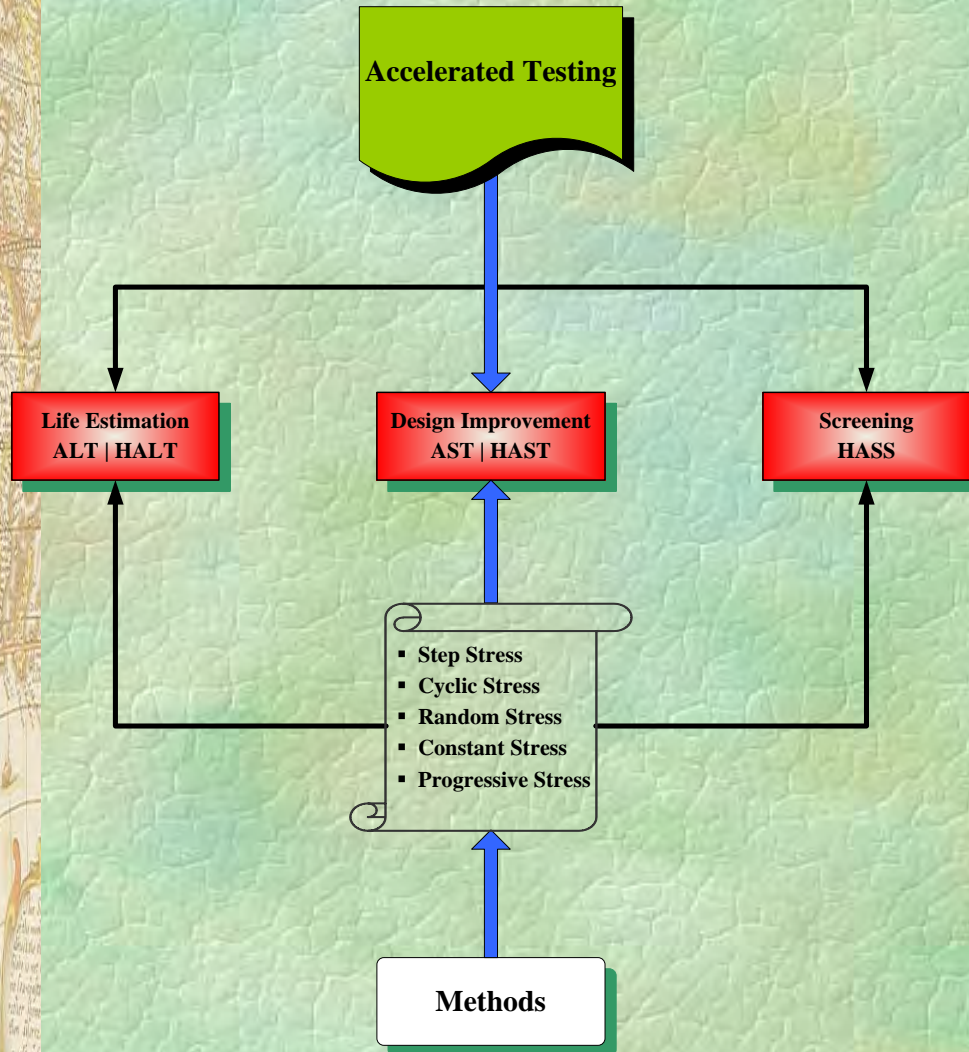 Accelerated Testing
Life Estimation
ALT | HALT
Design Improvement
AST | HAST
Screening
HASS
▪ Step Stress
▪ Cyclic Stress
▪ Random Stress
▪ Constant Stress
▪ Progressive Stress
Methods